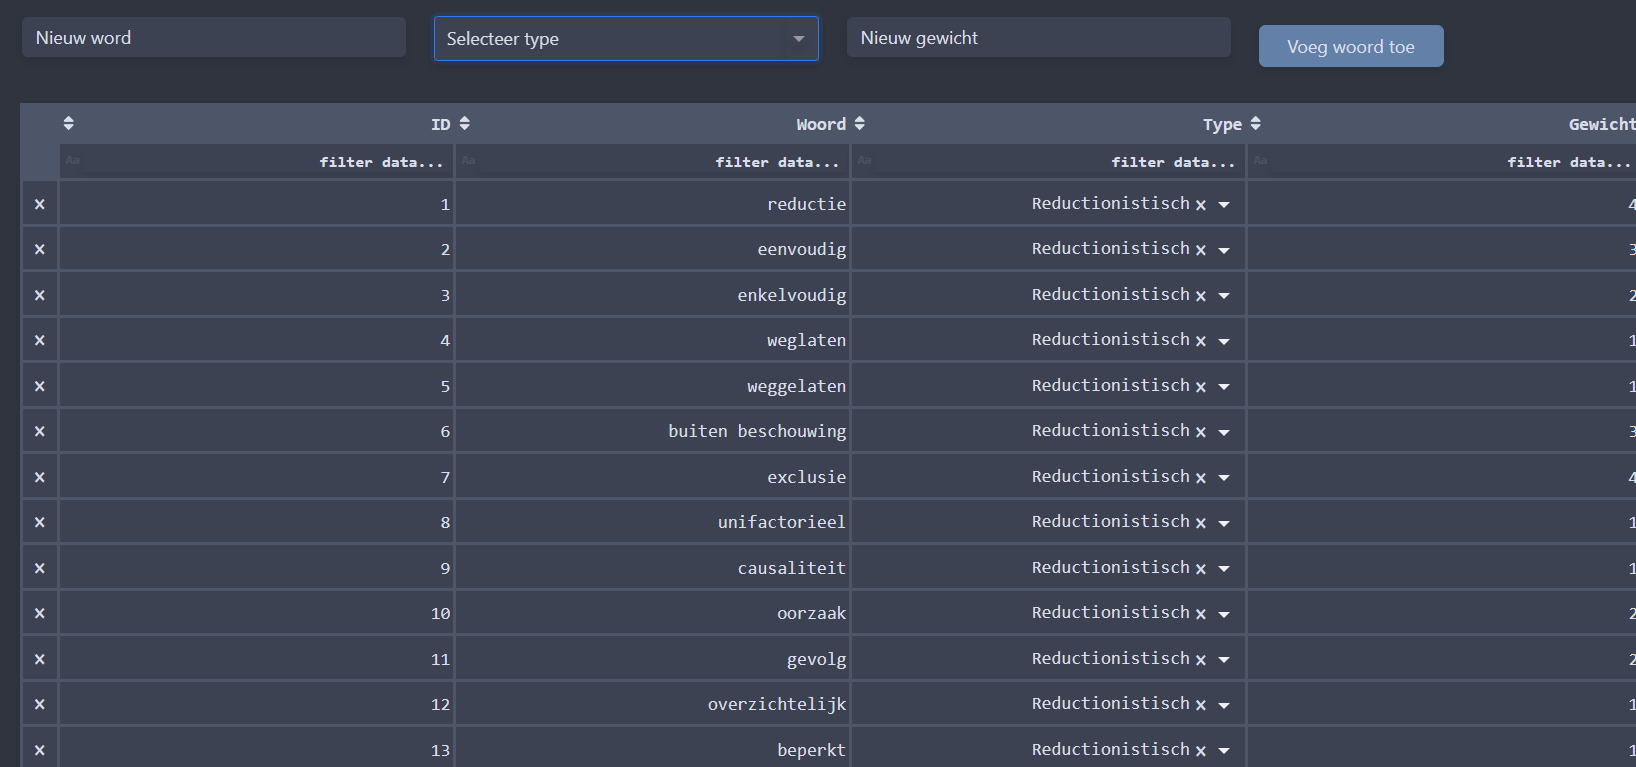 Nieuw word Selecteer type Nieuw gewicht Voeg woord toe
ID Woord Type Gewicht
Aa filter data... Aa filter data... Aa filter data... Aa filter data...
x 1 reductie Reductionistisch x 4
x 2 eenvoudig Reductionistisch x 3
x 3 enkelvoudig Reductionistisch x 2
x 4 weglaten Reductionistisch x 1
x 5 weggelaten Reductionistisch x 1
x 6 buiten beschouwing Reductionistisch x 3
x 7 exclusie Reductionistisch x 4
x 8 unifactorieel Reductionistisch x 1
x 9 causaliteit Reductionistisch x 1
x 10 oorzaak Reductionistisch x 2
x 11 gevolg Reductionistisch x 2
x 12 overzichtelijk Reductionistisch x 1
x 13 beperkt Reductionistisch x 1